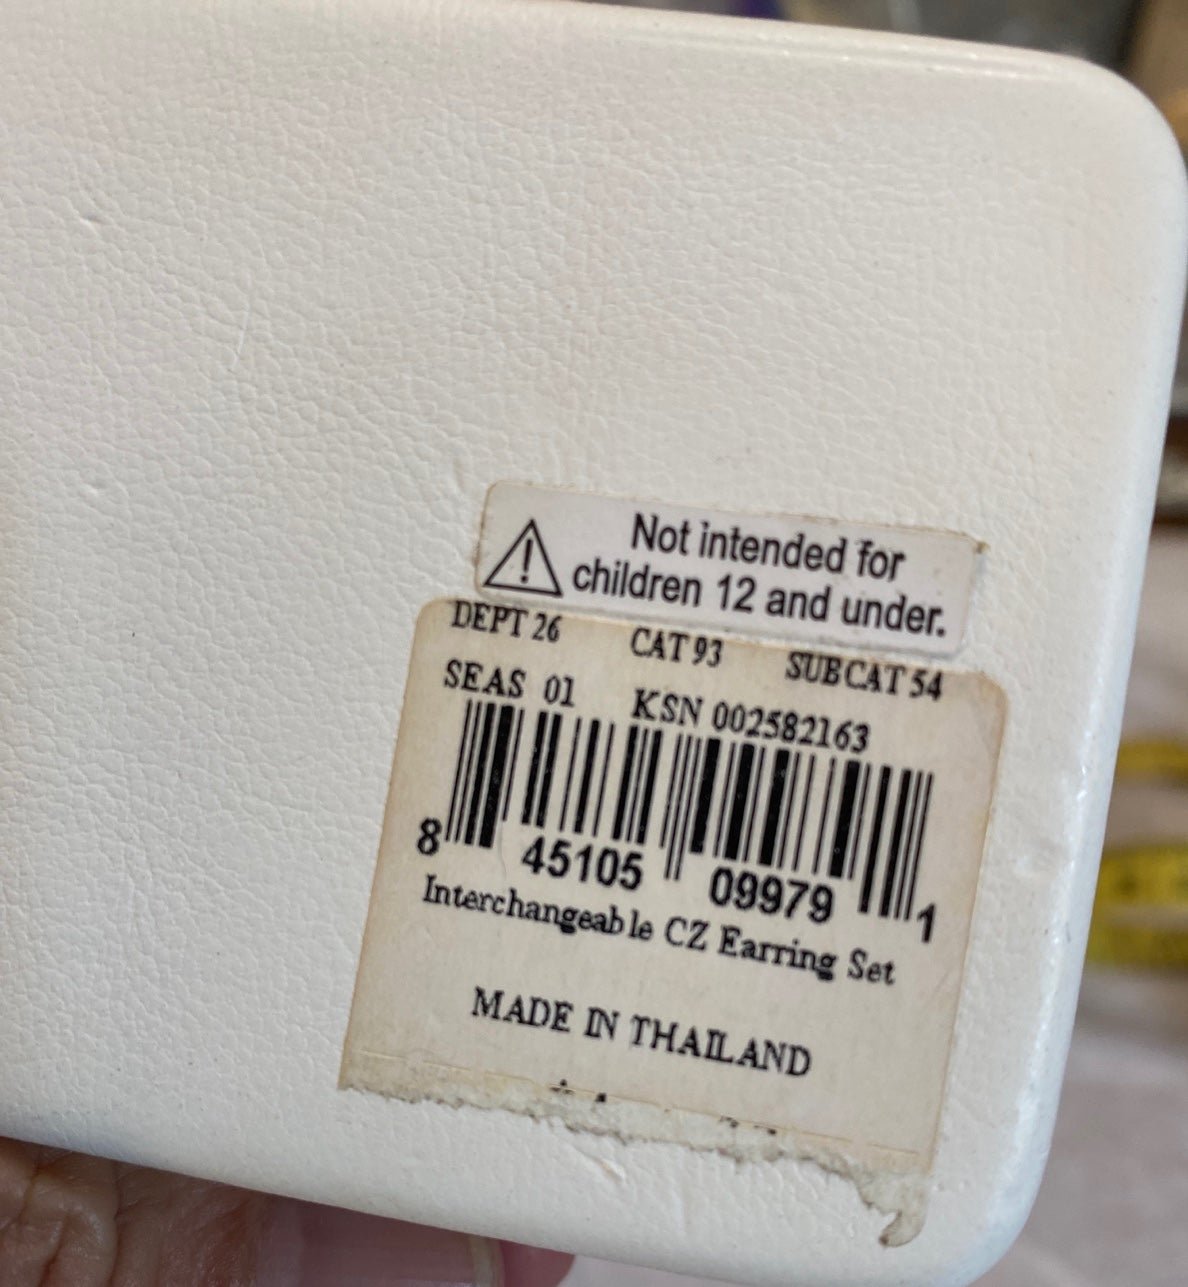 Not intended for
children 12 and under.
DEPT 26 CAT 93 SUBCAT 54
SEAS 01 KSN 002582163
8 45105 09979 1
Interchangeable CZ Earring Set
MADE IN THAILAND